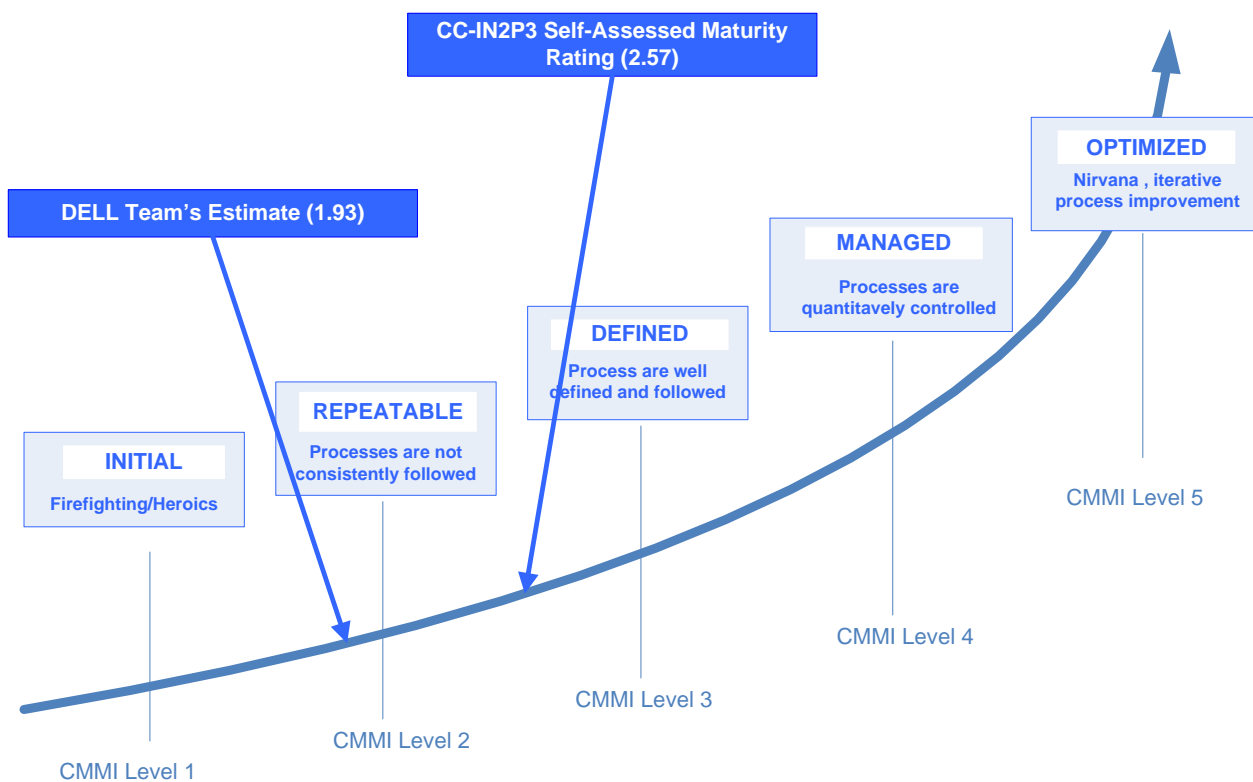 CC-IN2P3 Self-Assessed Maturity
Rating (2.57)
DELL Team's Estimate (1.93)
OPTIMIZED
Nirvana , iterative
process improvement
MANAGED
Processes are
quantitavely controlled
DEFINED
Process are well
defined and followed
REPEATABLE
Processes are not
consistently followed
INITIAL
Firefighting/Heroics
CMMI Level 5
CMMI Level 4
CMMI Level 3
CMMI Level 2
CMMI Level 1